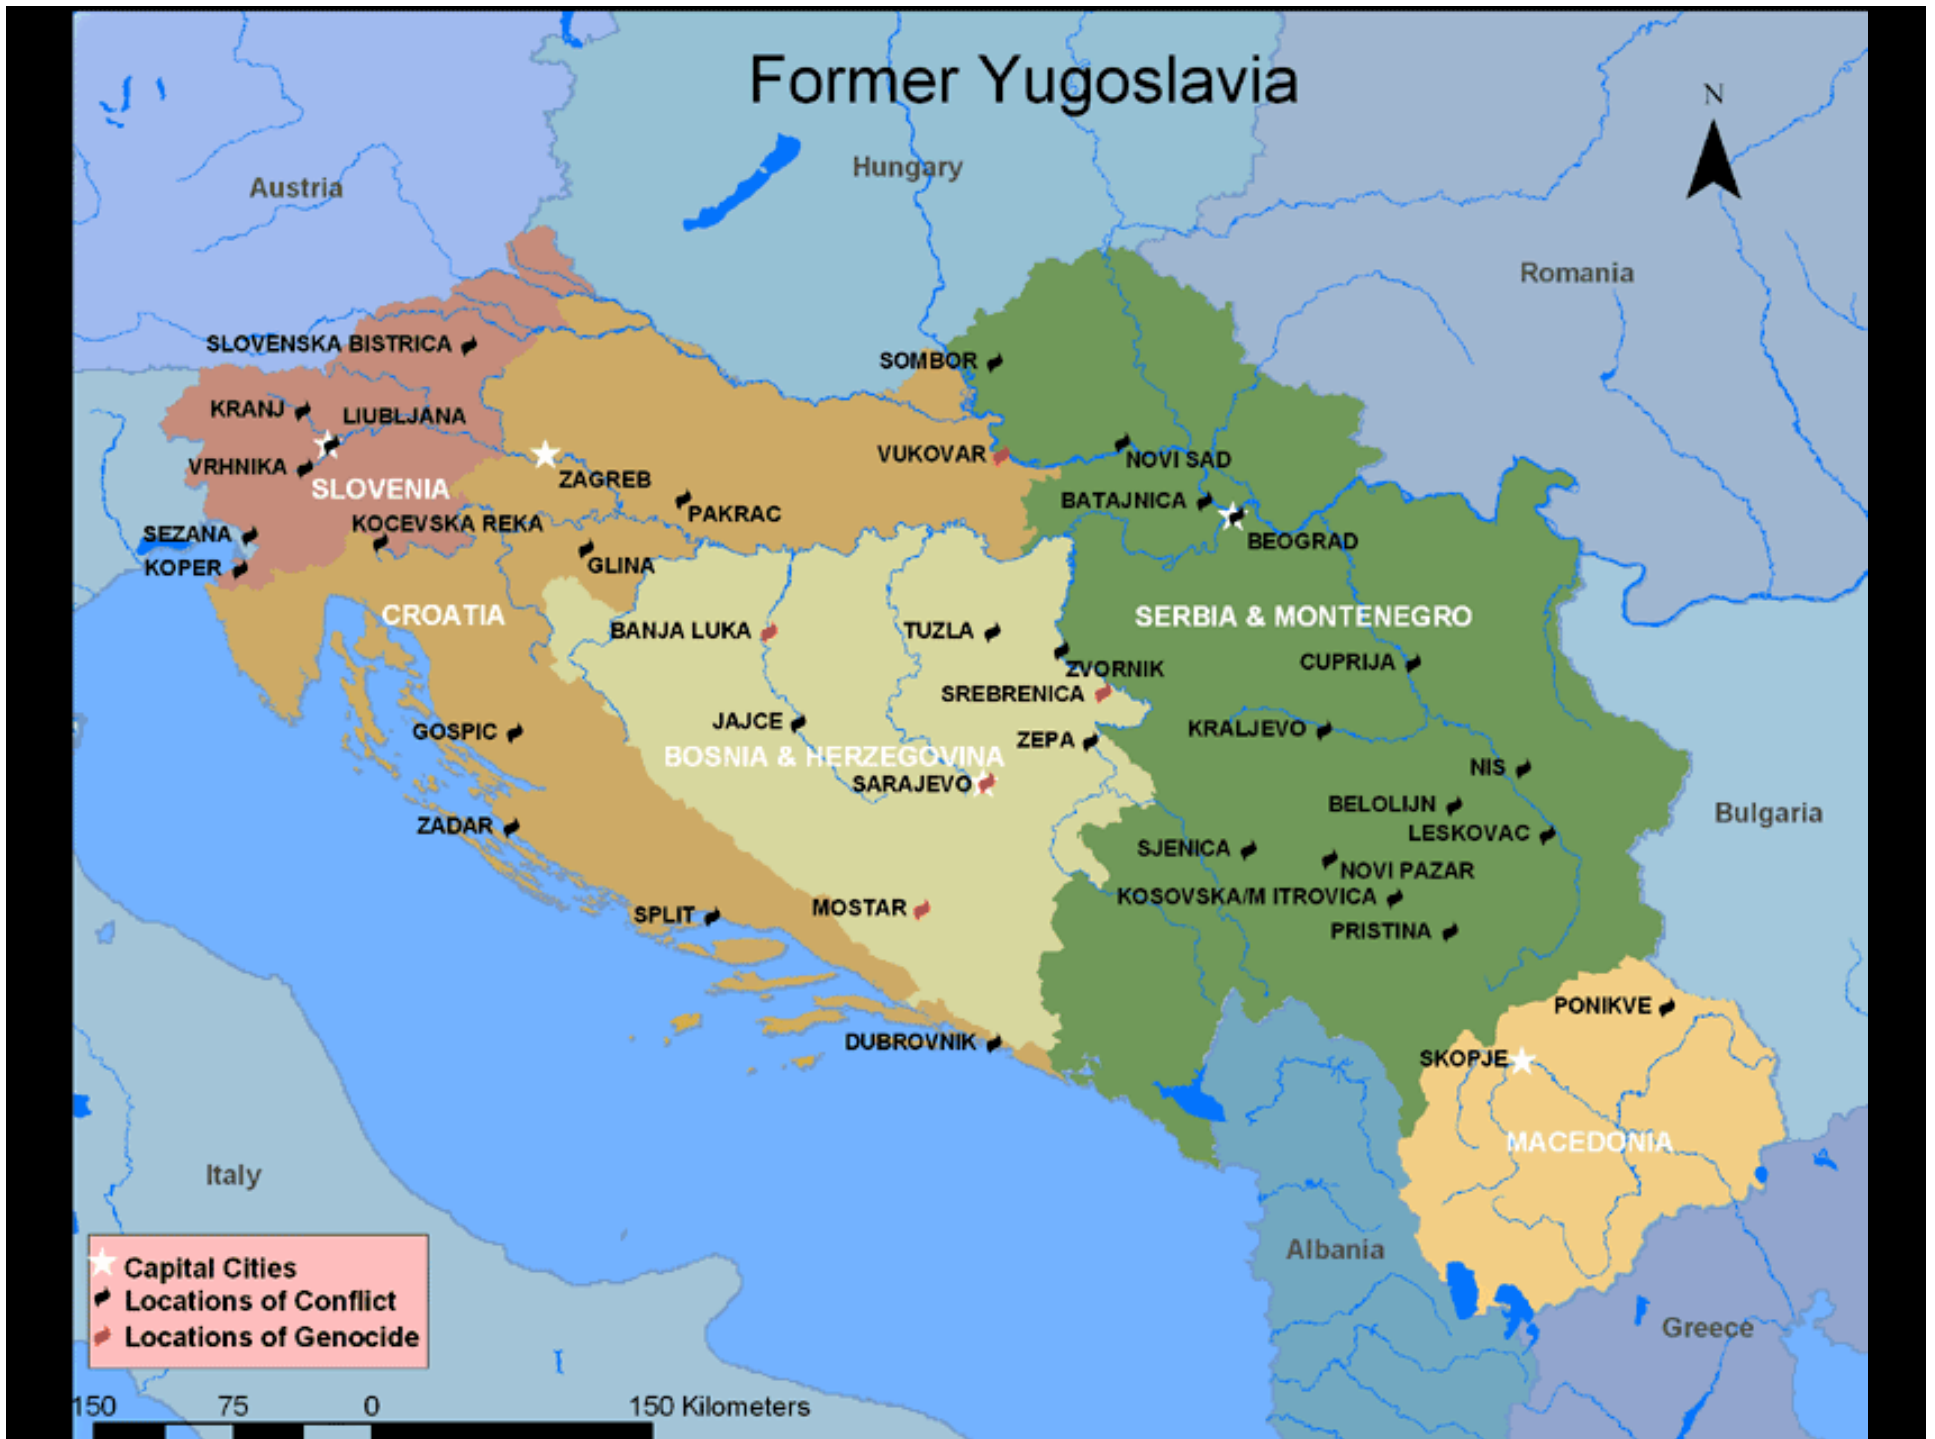 Former Yugoslavia
N
Austria
Hungary
Romania
SLOVENSKA BISTRICA
SOMBOR
KRANJ
LIUBLJANA
VRHNIKA
SLOVENIA
ZAGREB
VUKOVAR
NOVI SAD
BATAJNICA
PAKRAC
KOCEVSKA REKA
SEZANA
BEOGRAD
KOPER
GLINA
CROATIA
SERBIA & MONTENEGRO
BANJA LUKA
TUZLA
ZVORNIK
CUPRIJA
SREBRENICA
JAJCE
GOSPIC
ZEPA
KRALJEVO
BOSNIA & HERZEGOVINA
NIS
SARAJEVO
BELOLIJN
Bulgaria
ZADAR
LESKOVAC
SJENICA
NOVI PAZAR
KOSOVSKA/M ITROVICA
MOSTAR
SPLIT
PRISTINA
PONIKVE
DUBROVNIK
SKOPJE
MACEDONIA
Italy
Albania
Greece
Capital Cities
Locations of Conflict
Locations of Genocide
150 75 0 150 Kilometers